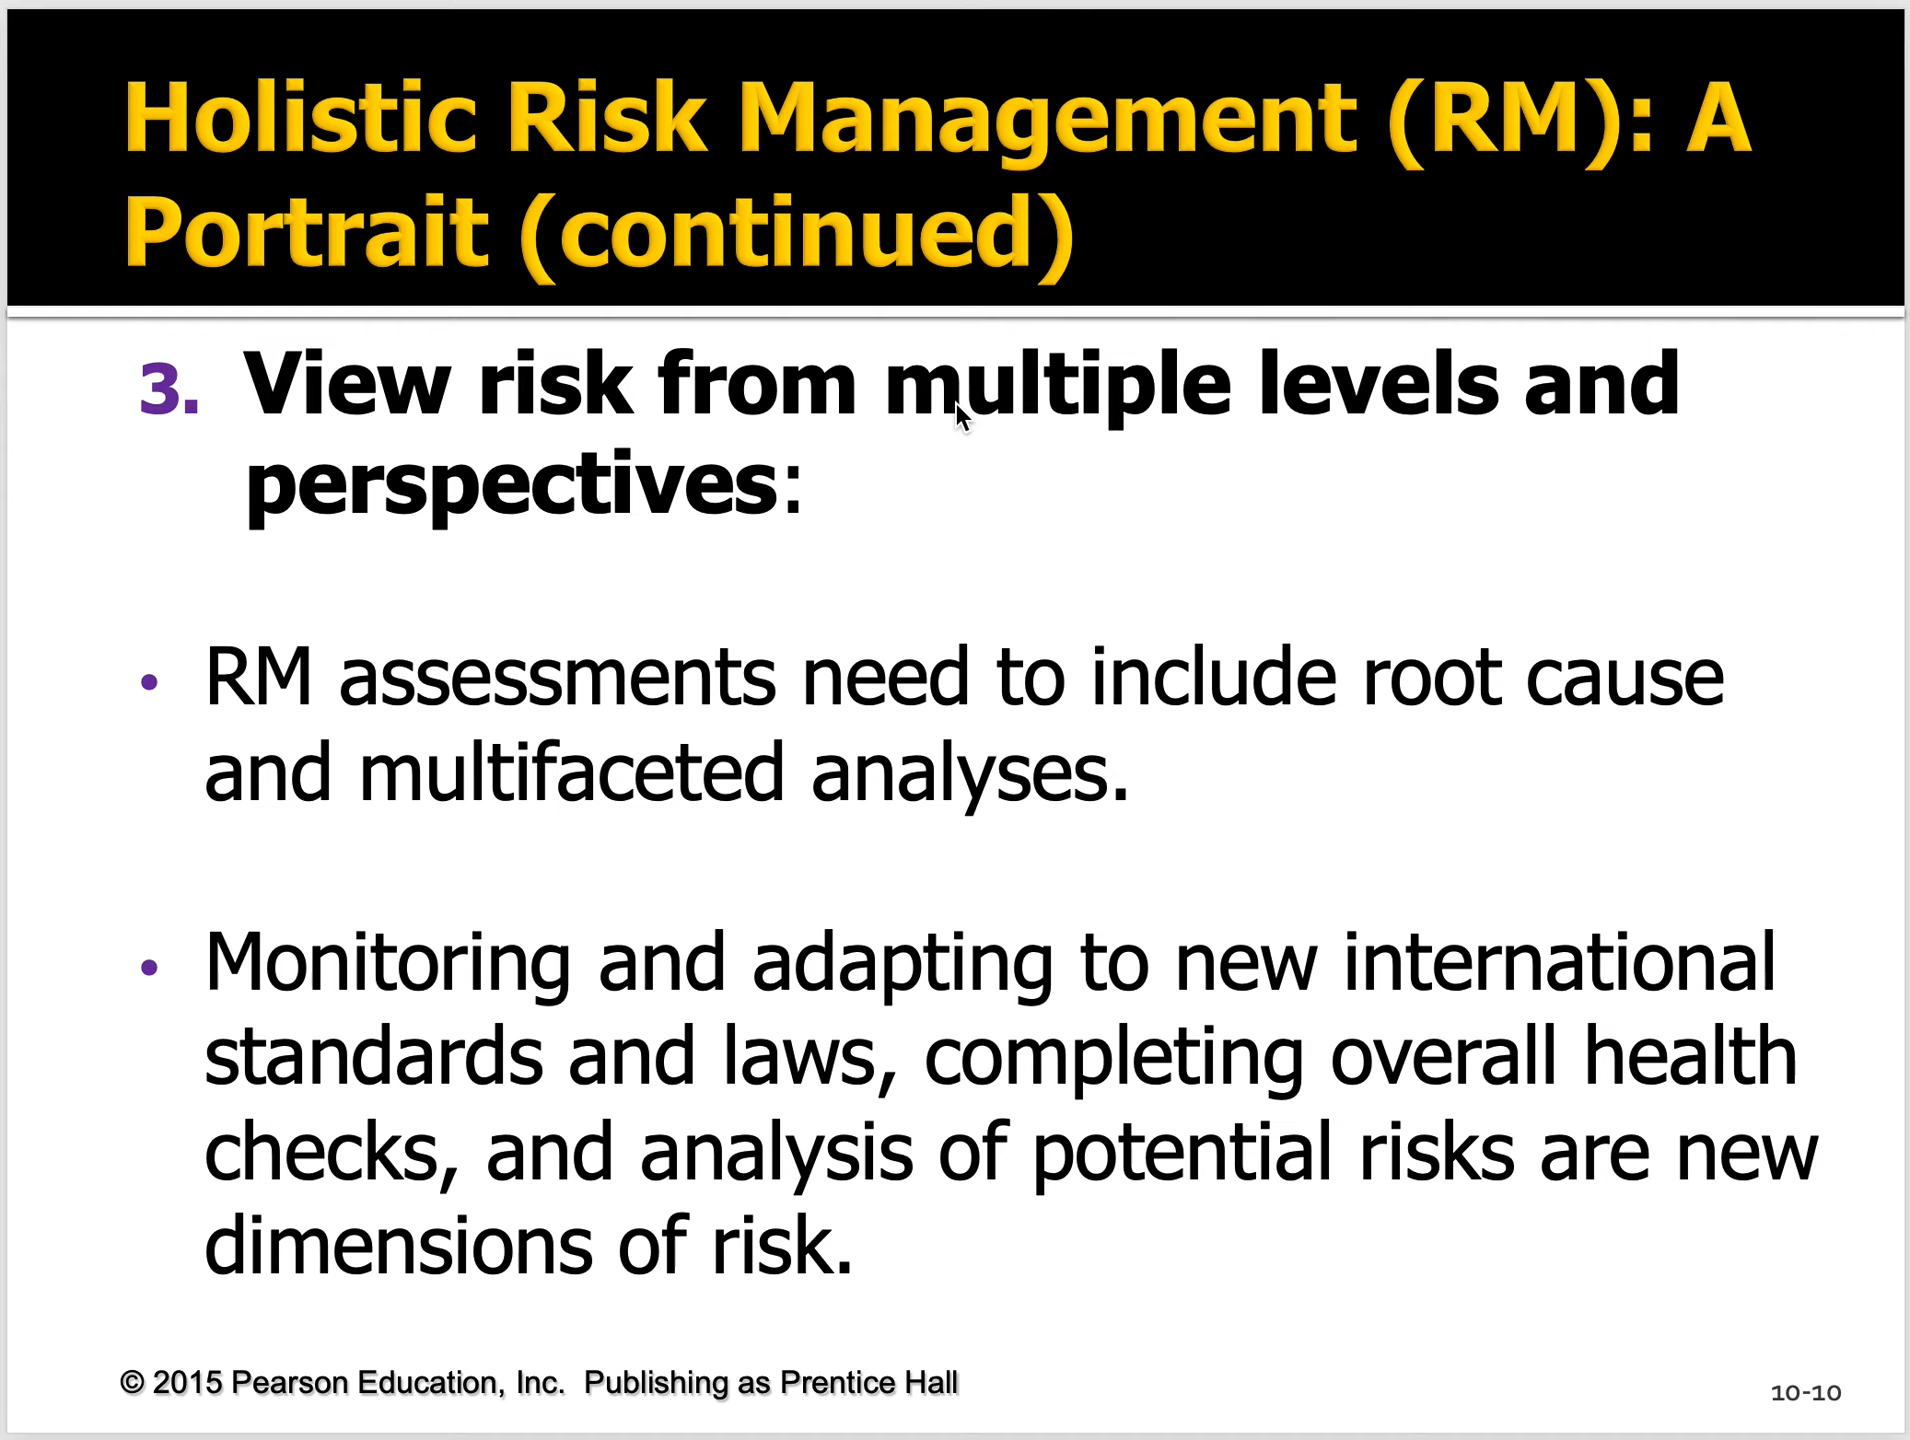 Holistic Risk Management (RM): A
Portrait (continued)
3. View risk from multiple levels and
perspectives:
• RM assessments need to include root cause
and multifaceted analyses.
• Monitoring and adapting to new international
standards and laws, completing overall health
checks, and analysis of potential risks are new
dimensions of risk.
© 2015 Pearson Education, Inc.  Publishing as Prentice Hall
10-10